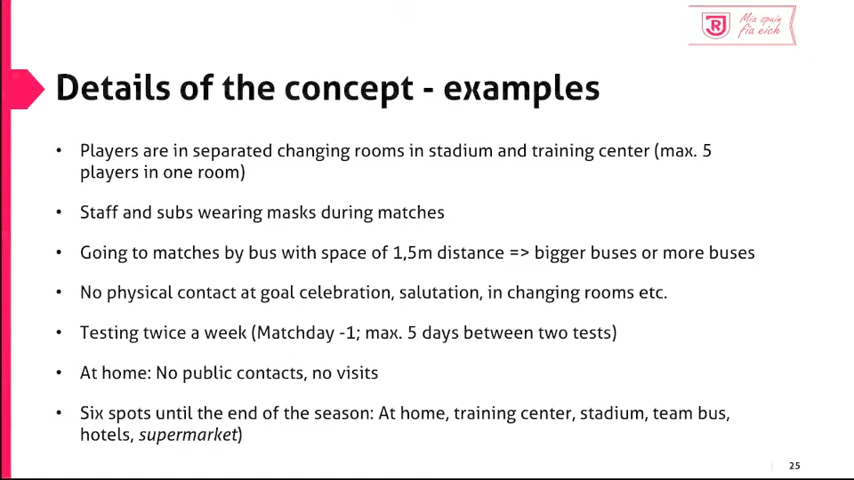 Mia spuin
fia eich
Details of the concept - examples
• Players are in separated changing rooms in stadium and training center (max. 5
players in one room)
• Staff and subs wearing masks during matches
• Going to matches by bus with space of 1,5m distance => bigger buses or more buses
• No physical contact at goal celebration, salutation, in changing rooms etc.
• Testing twice a week (Matchday -1; max. 5 days between two tests)
• At home: No public contacts, no visits
• Six spots until the end of the season: At home, training center, stadium, team bus,
hotels, supermarket)
25